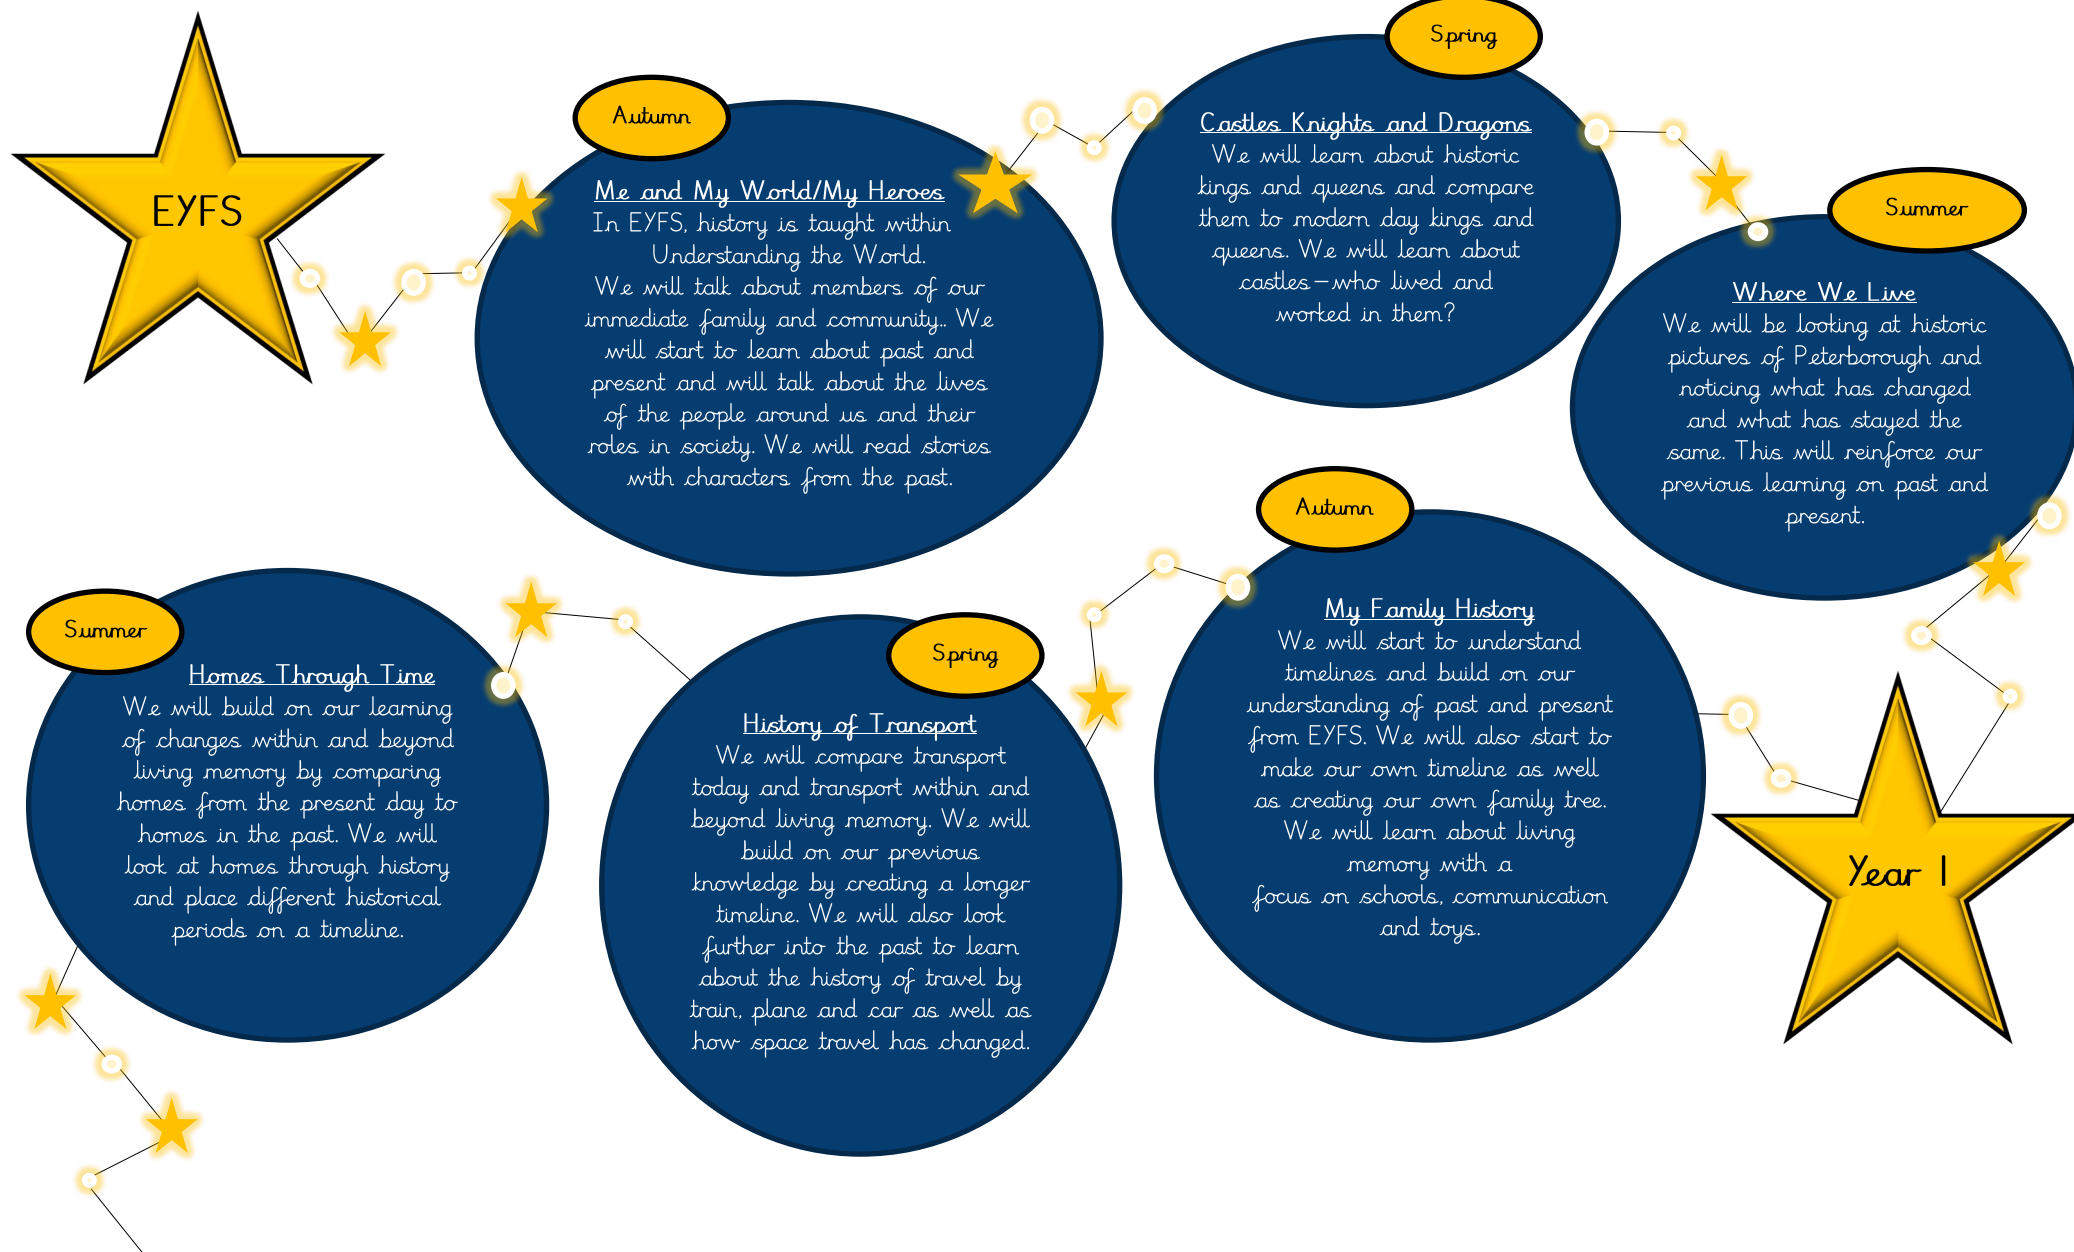 EYFS
Autumn
Me and My World/My Heroes
In EYFS, history is taught within
Understanding the World.
We will talk about members of our
immediate family and community.. We
will start to learn about past and
present and will talk about the lives
of the people around us and their
roles in society. We will read stories
with characters from the past.
Spring
Castles Knights and Dragons
We will learn about historic
kings and queens and compare
them to modern day kings and
queens. We will learn about
castles–who lived and
worked in them?
Summer
Where We Live
We will be looking at historic
pictures of Peterborough and
noticing what has changed
and what has stayed the
same. This will reinforce our
previous learning on past and
present.
Year 1
Autumn
My Family History
We will start to understand
timelines and build on our
understanding of past and present
from EYFS. We will also start to
make our own timeline as well
as creating our own family tree.
We will learn about living
memory with a
focus on schools, communication
and toys.
Spring
History of Transport
We will compare transport
today and transport within and
beyond living memory. We will
build on our previous
knowledge by creating a longer
timeline. We will also look
further into the past to learn
about the history of travel by
train, plane and car as well as
how space travel has changed.
Summer
Homes Through Time
We will build on our learning
of changes within and beyond
living memory by comparing
homes from the present day to
homes in the past. We will
look at homes through history
and place different historical
periods on a timeline.